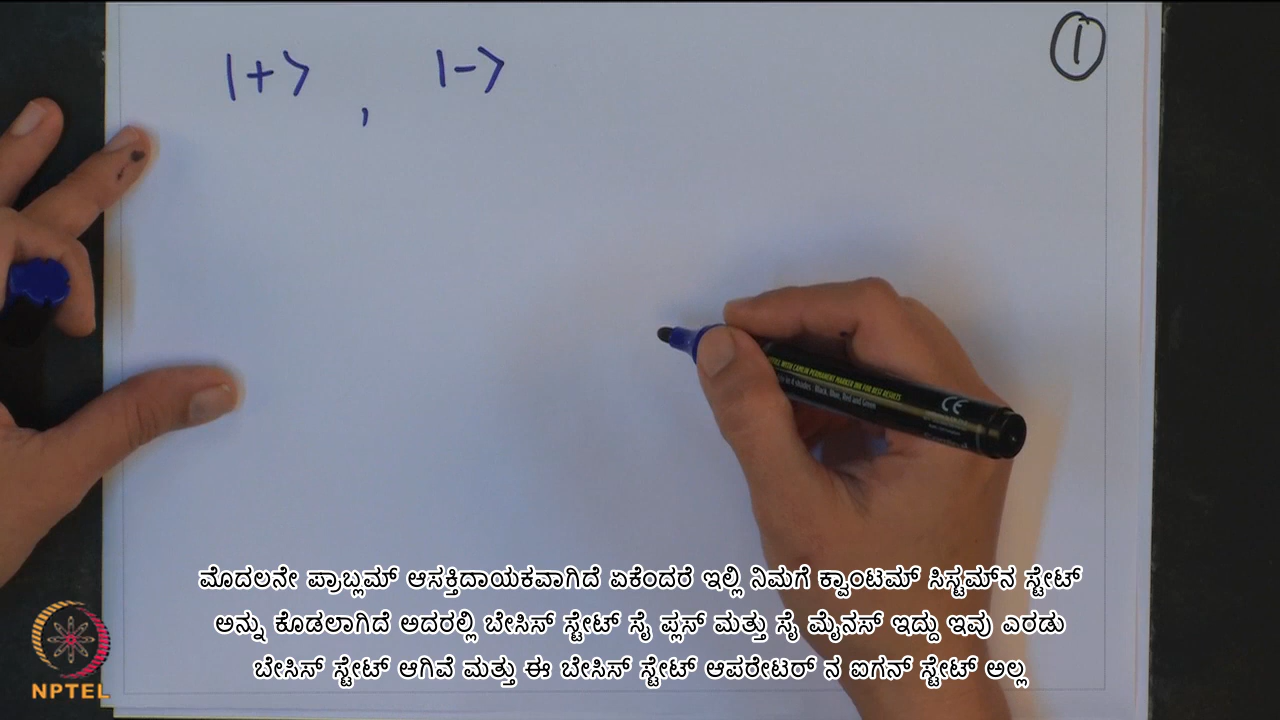 |+> , |->
1
ಮೊದಲನೇ ಪ್ರಾಬ್ಲಮ್ ಆಸಕ್ತಿದಾಯಕವಾಗಿದೆ ಏಕೆಂದರೆ ಇಲ್ಲಿ ನಿಮಗೆ ಕ್ವಾಂಟಮ್ ಸಿಸ್ಟಮ್‌ನ ಸ್ಟೇಟ್
ಅನ್ನು ಕೊಡಲಾಗಿದೆ ಅದರಲ್ಲಿ ಬೇಸಿಸ್ ಸ್ಟೇಟ್ ಸೈ ಪ್ಲಸ್ ಮತ್ತು ಸೈ ಮೈನಸ್ ಇದ್ದು ಇವು ಎರಡು
ಬೇಸಿಸ್ ಸ್ಟೇಟ್ ಆಗಿವೆ ಮತ್ತು ಈ ಬೇಸಿಸ್ ಸ್ಟೇಟ್ ಆಪರೇಟರ್ ನ ಐಗನ್ ಸ್ಟೇಟ್ ಅಲ್ಲ
NPTEL